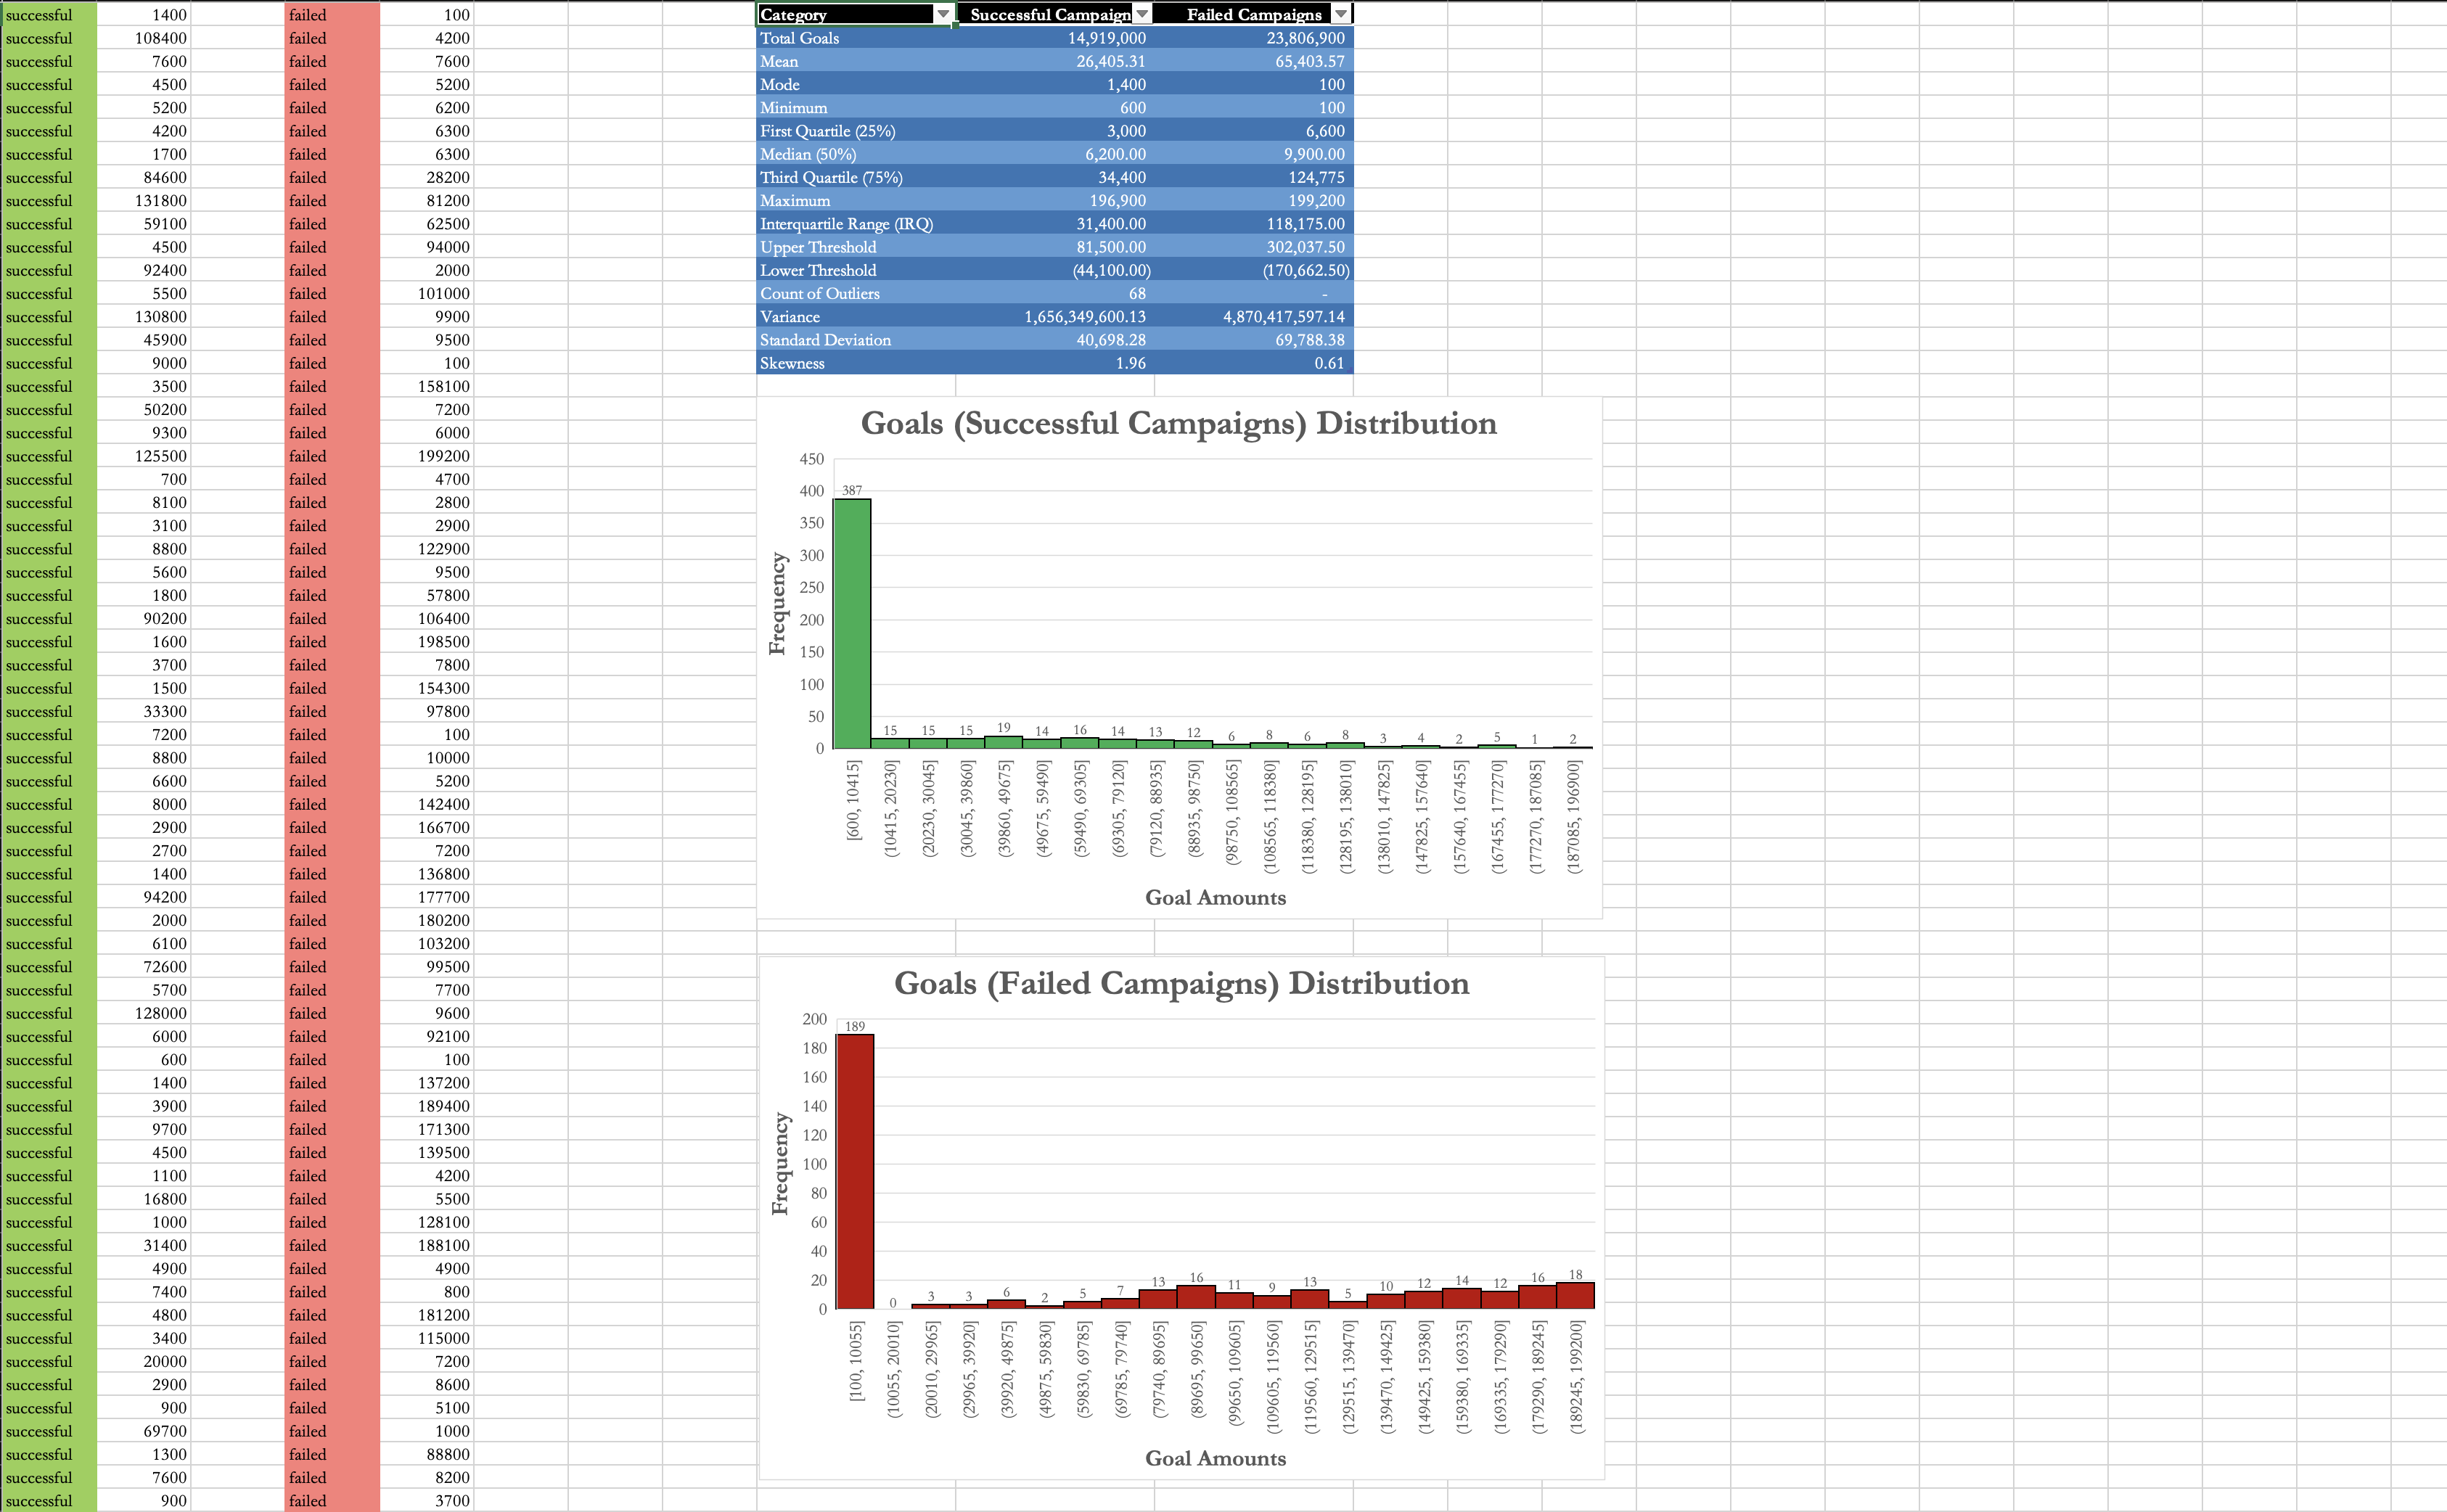 successful 1400 failed 100 Category Successful Campaign Failed Campaigns
successful 108400 failed 4200 Total Goals 14,919,000 23,806,900
successful 7600 failed 7600 Mean 26,405.31 65,403.57
successful 4500 failed 5200 Mode 1,400 100
successful 5200 failed 6200 Minimum 600 100
successful 4200 failed 6300 First Quartile (25%) 3,000 6,600
successful 1700 failed 6300 Median (50%) 6,200.00 9,900.00
successful 84600 failed 28200 Third Quartile (75%) 34,400 124,775
successful 131800 failed 81200 Maximum 196,900 199,200
successful 59100 failed 62500 Interquartile Range (IRQ) 31,400.00 118,175.00
successful 4500 failed 94000 Upper Threshold 81,500.00 302,037.50
successful 92400 failed 2000 Lower Threshold (44,100.00) (170,662.50)
successful 5500 failed 101000 Count of Outliers 68 -
successful 130800 failed 9900 Variance 1,656,349,600.13 4,870,417,597.14
successful 45900 failed 9500 Standard Deviation 40,698.28 69,788.38
successful 9000 failed 100 Skewness 1.96 0.61
successful 3500 failed 158100
successful 50200 failed 7200
successful 9300 failed 6000
successful 125500 failed 199200
successful 700 failed 4700
successful 8100 failed 2800
successful 3100 failed 2900
successful 8800 failed 122900
successful 5600 failed 9500
successful 1800 failed 57800
successful 90200 failed 106400
successful 1600 failed 198500
successful 3700 failed 7800
successful 1500 failed 154300
successful 33300 failed 97800
successful 7200 failed 100
successful 8800 failed 10000
successful 6600 failed 5200
successful 8000 failed 142400
successful 2900 failed 166700
successful 2700 failed 7200
successful 1400 failed 136800
successful 94200 failed 177700
successful 2000 failed 180200
successful 6100 failed 103200
successful 72600 failed 99500
successful 5700 failed 7700
successful 128000 failed 9600
successful 6000 failed 92100
successful 600 failed 100
successful 1400 failed 137200
successful 3900 failed 189400
successful 9700 failed 171300
successful 4500 failed 139500
successful 1100 failed 4200
successful 16800 failed 5500
successful 1000 failed 128100
successful 31400 failed 188100
successful 4900 failed 4900
successful 7400 failed 800
successful 4800 failed 181200
successful 3400 failed 115000
successful 20000 failed 7200
successful 2900 failed 8600
successful 900 failed 5100
successful 69700 failed 1000
successful 1300 failed 88800
successful 7600 failed 8200
successful 900 failed 3700
Goals (Successful Campaigns) Distribution
Frequency
450
400
350
300
250
200
150
100
50
0
387 15 15 15 19 14 16 14 13 12 6 8 6 8 3 4 2 5 1 2
[600, 10415]
(10415, 20230]
(20230, 30045]
(30045, 39860]
(39860, 49675]
(49675, 59490]
(59490, 69305]
(69305, 79120]
(79120, 88935]
(88935, 98750]
(98750, 108565]
(108565, 118380]
(118380, 128195]
(128195, 138010]
(138010, 147825]
(147825, 157640]
(157640, 167455]
(167455, 177270]
(177270, 187085]
(187085, 196900]
Goal Amounts
Goals (Failed Campaigns) Distribution
Frequency
200
180
160
140
120
100
80
60
40
20
0
189 0 3 3 6 2 5 7 13 16 11 9 13 5 10 12 14 12 16 18
[100, 10055]
(10055, 20010]
(20010, 29965]
(29965, 39920]
(39920, 49875]
(49875, 59830]
(59830, 69785]
(69785, 79740]
(79740, 89695]
(89695, 99650]
(99650, 109605]
(109605, 119560]
(119560, 129515]
(129515, 139470]
(139470, 149425]
(149425, 159380]
(159380, 169335]
(169335, 179290]
(179290, 189245]
(189245, 199200]
Goal Amounts